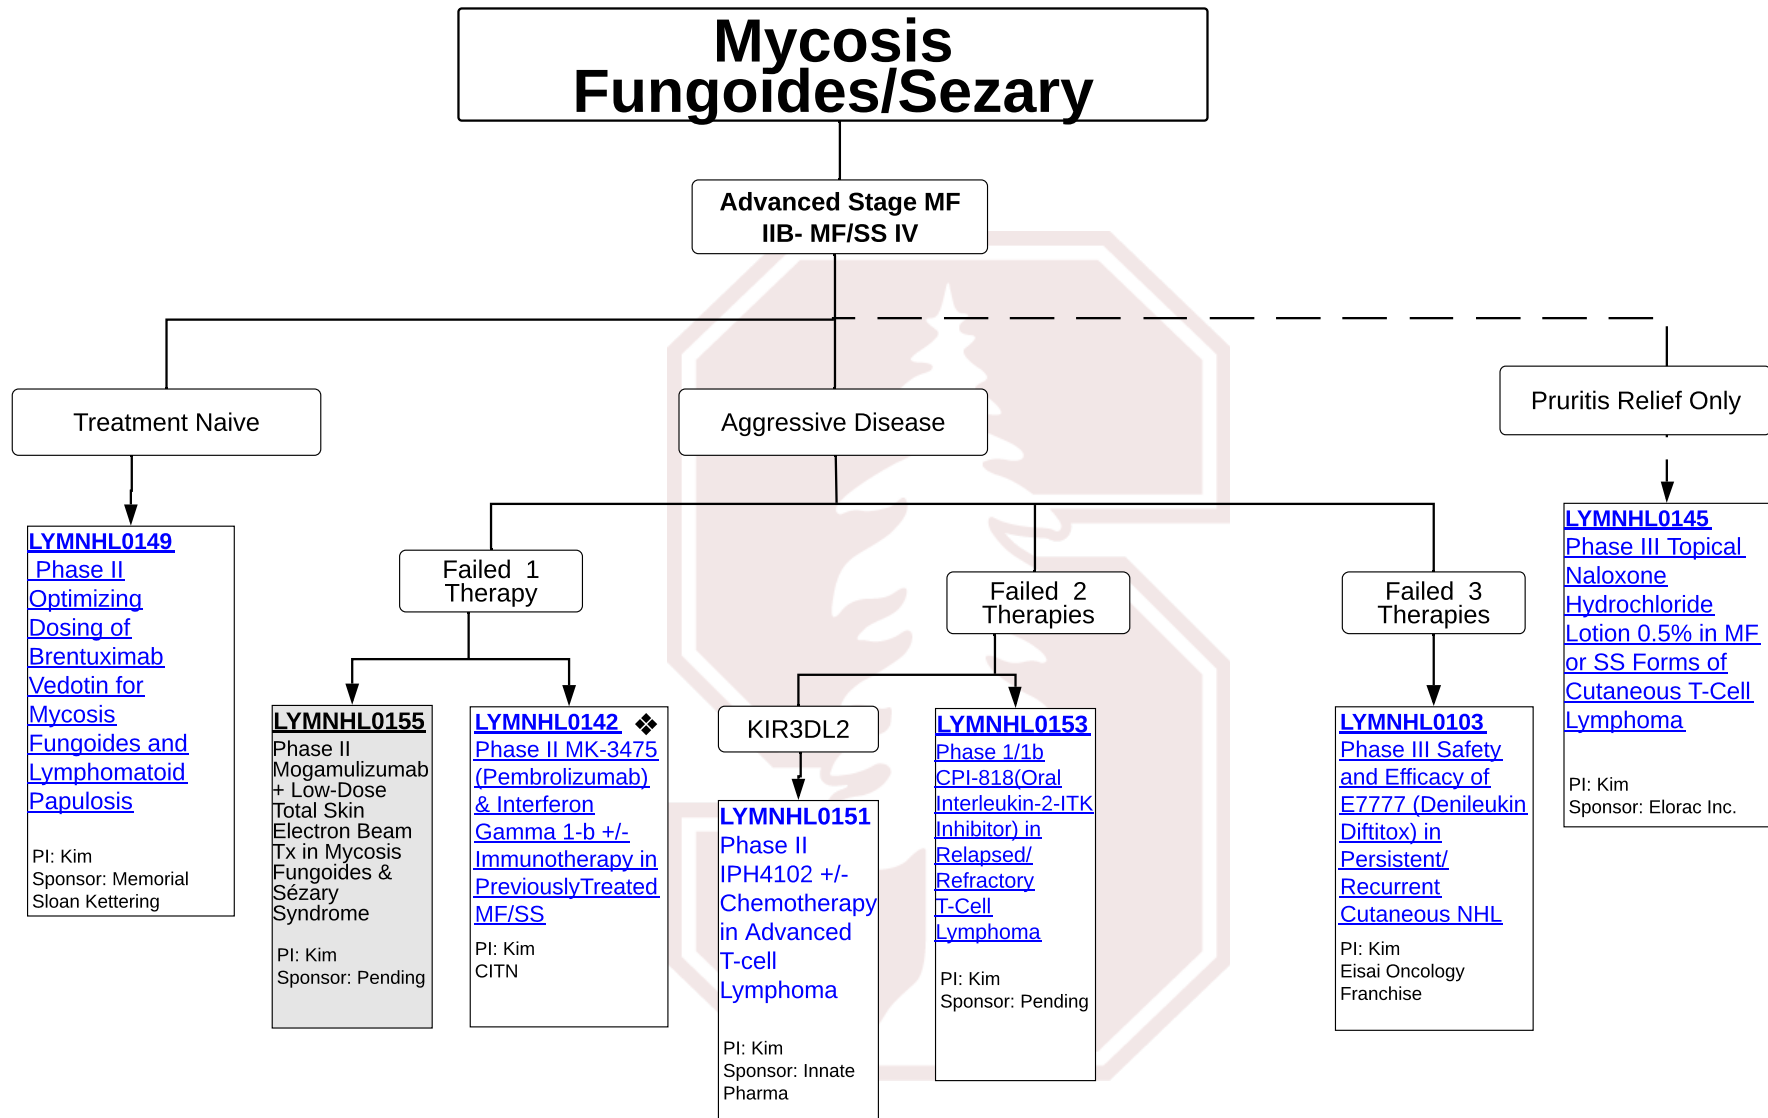 Mycosis
Fungoides/Sezary
Advanced Stage MF
IIB- MF/SS IV
Treatment Naive
Aggressive Disease
Pruritis Relief Only
LYMNHL0149
Phase II
Optimizing
Dosing of
Brentuximab
Vedotin for
Mycosis
Fungoides and
Lymphomatoid
Papulosis
PI: Kim
Sponsor: Memorial
Sloan Kettering
Failed 1
Therapy
LYMNHL0155
Phase II
Mogamulizumab
+ Low-Dose
Total Skin
Electron Beam
Tx in Mycosis
Fungoides &
Sézary
Syndrome
PI: Kim
Sponsor: Pending
LYMNHL0142 ❖
Phase II MK-3475
(Pembrolizumab)
& Interferon
Gamma 1-b +/-
Immunotherapy in
PreviouslyTreated
MF/SS
PI: Kim
CITN
Failed 2
Therapies
KIR3DL2
LYMNHL0151
Phase II
IPH4102 +/-
Chemotherapy
in Advanced
T-cell
Lymphoma
PI: Kim
Sponsor: Innate
Pharma
LYMNHL0153
Phase 1/1b
CPI-818(Oral
Interleukin-2-ITK
Inhibitor) in
Relapsed/
Refractory
T-Cell
Lymphoma
PI: Kim
Sponsor: Pending
Failed 3
Therapies
LYMNHL0103
Phase III Safety
and Efficacy of
E7777 (Denileukin
Diftitox) in
Persistent/
Recurrent
Cutaneous NHL
PI: Kim
Eisai Oncology
Franchise
LYMNHL0145
Phase III Topical
Naloxone
Hydrochloride
Lotion 0.5% in MF
or SS Forms of
Cutaneous T-Cell
Lymphoma
PI: Kim
Sponsor: Elorac Inc.